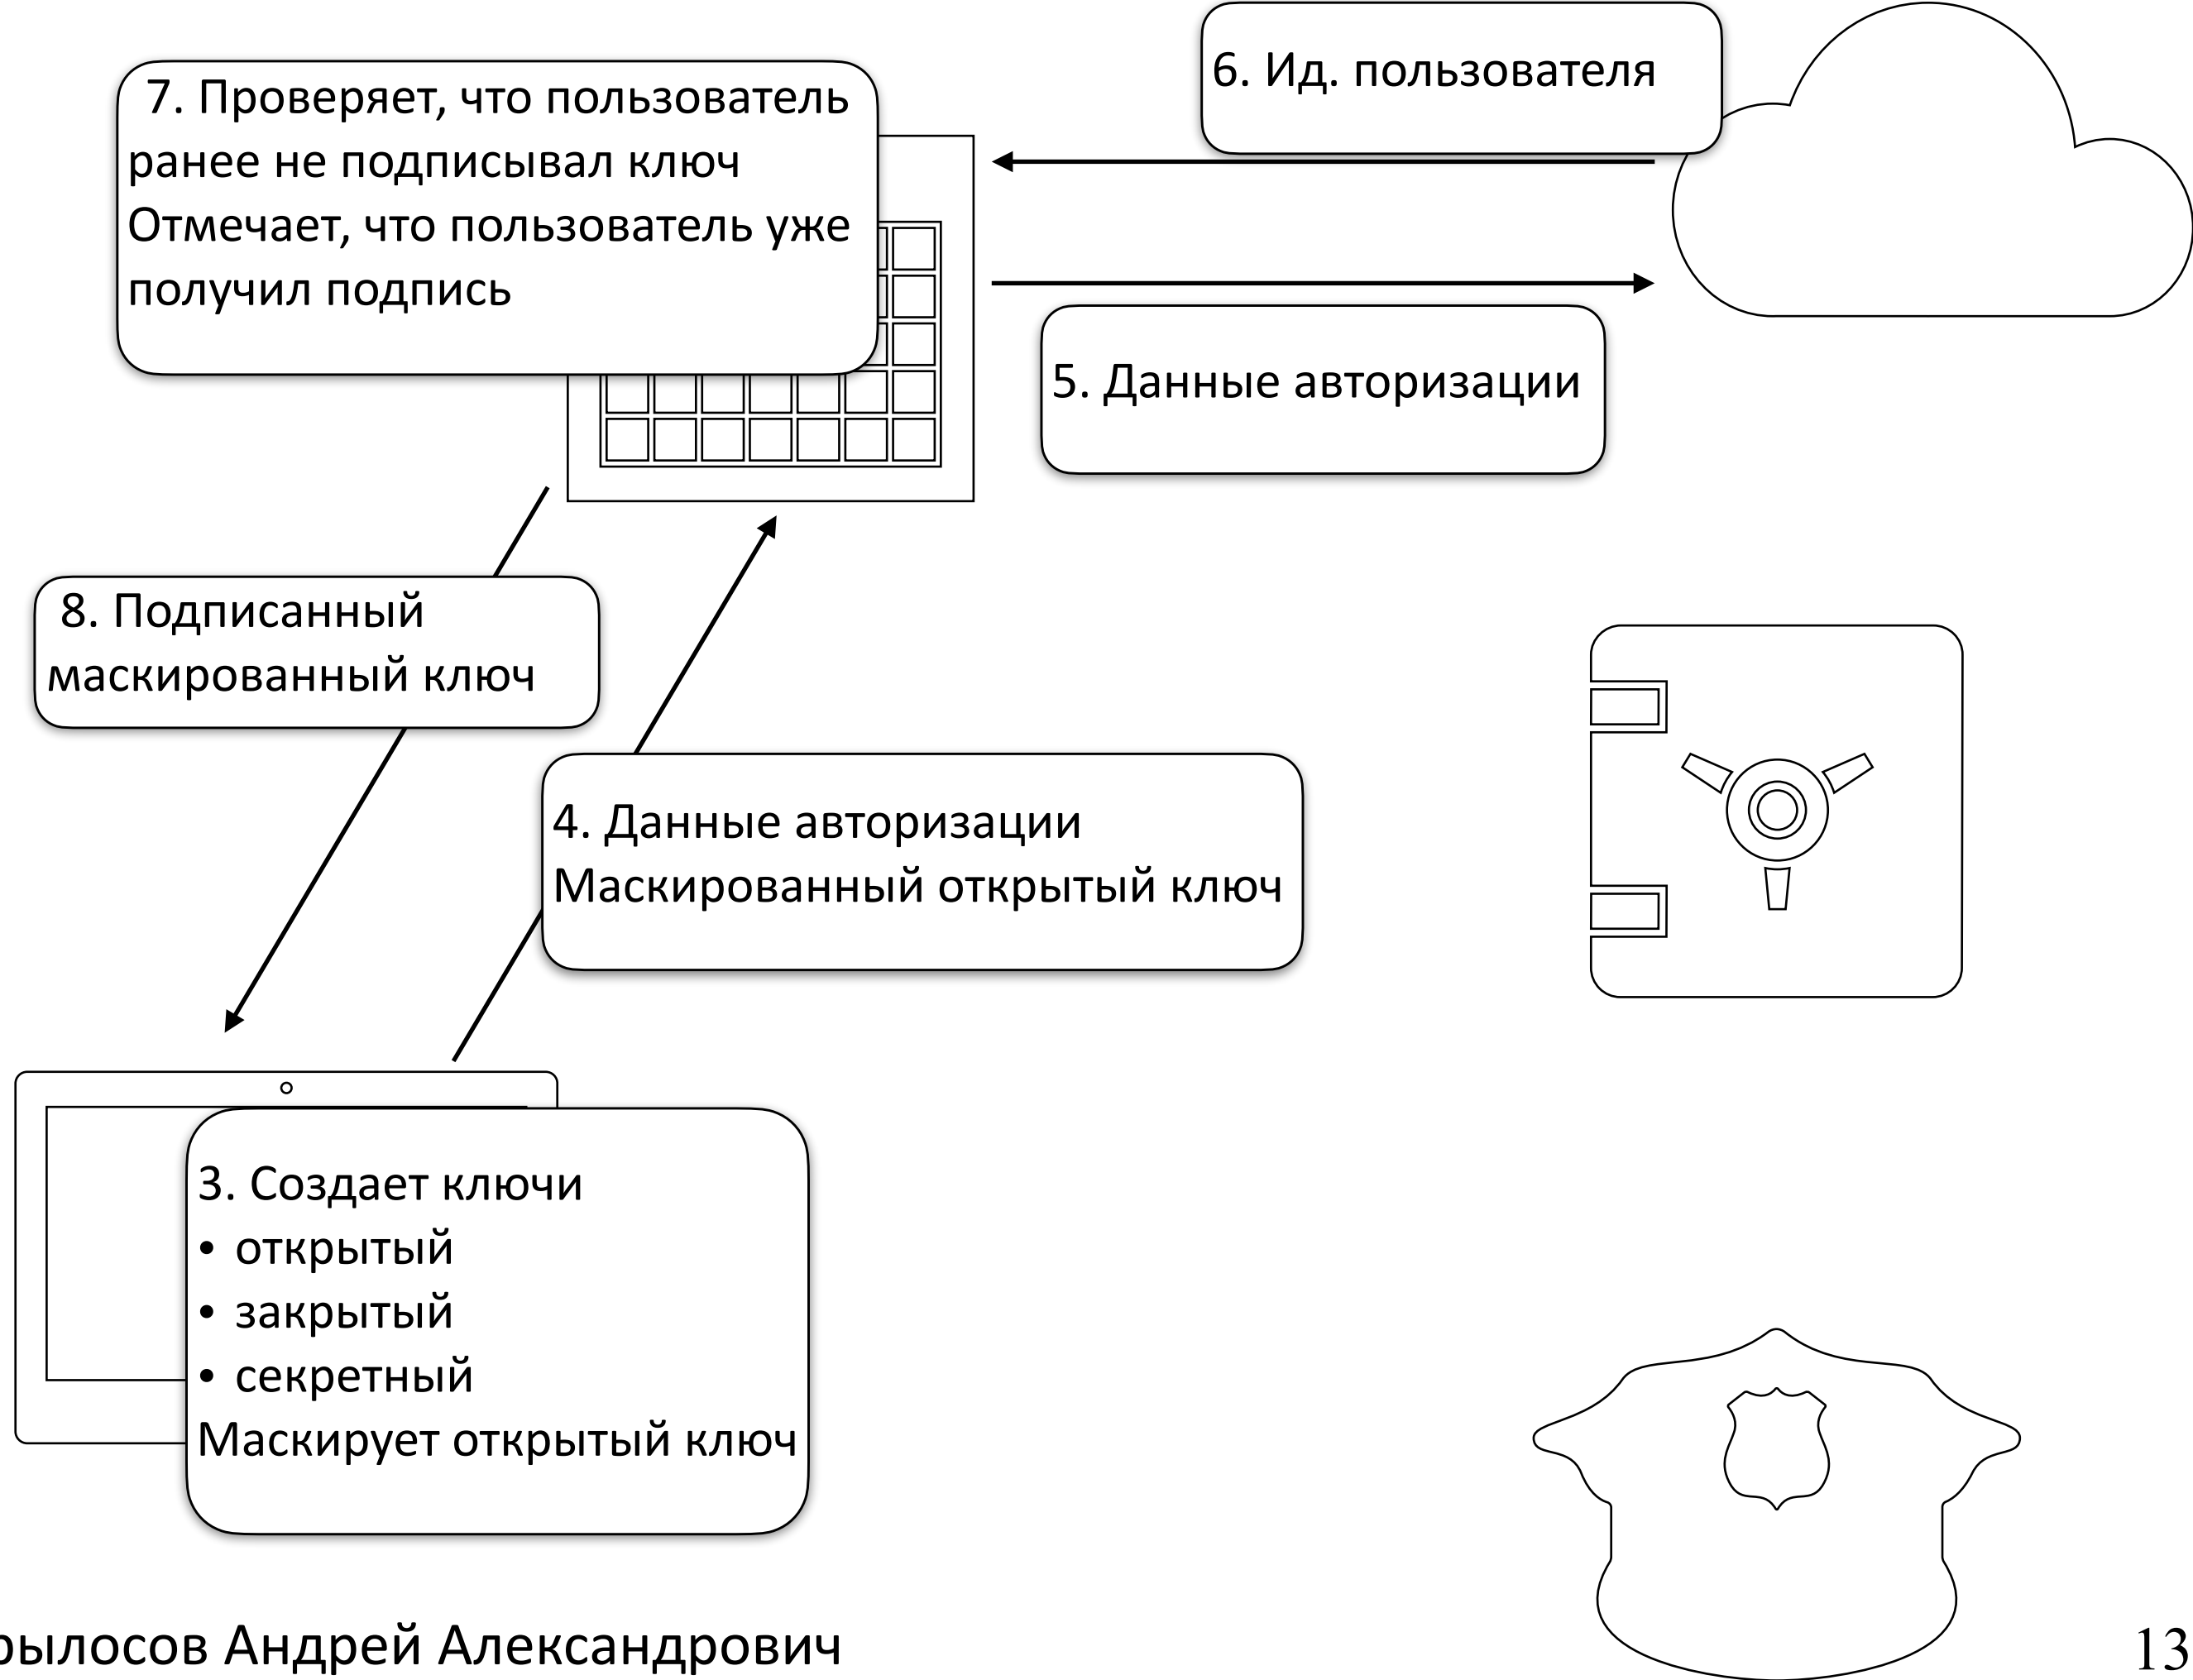 6. Ид. пользователя
7. Проверяет, что пользователь
ранее не подписывал ключ
Отмечает, что пользователь уже
получил подпись
5. Данные авторизации
8. Подписанный
маскированный ключ
4. Данные авторизации
Маскированный открытый ключ
3. Создает ключи
• открытый
• закрытый
• секретный
Маскирует открытый ключ
Андрей Александрович
13